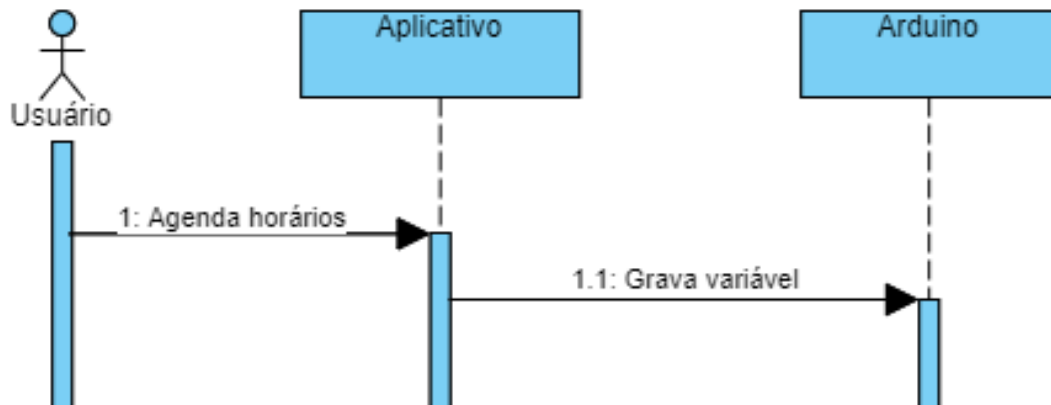 Aplicativo
Arduino
Usuário
1: Agenda horários
1.1: Grava variável